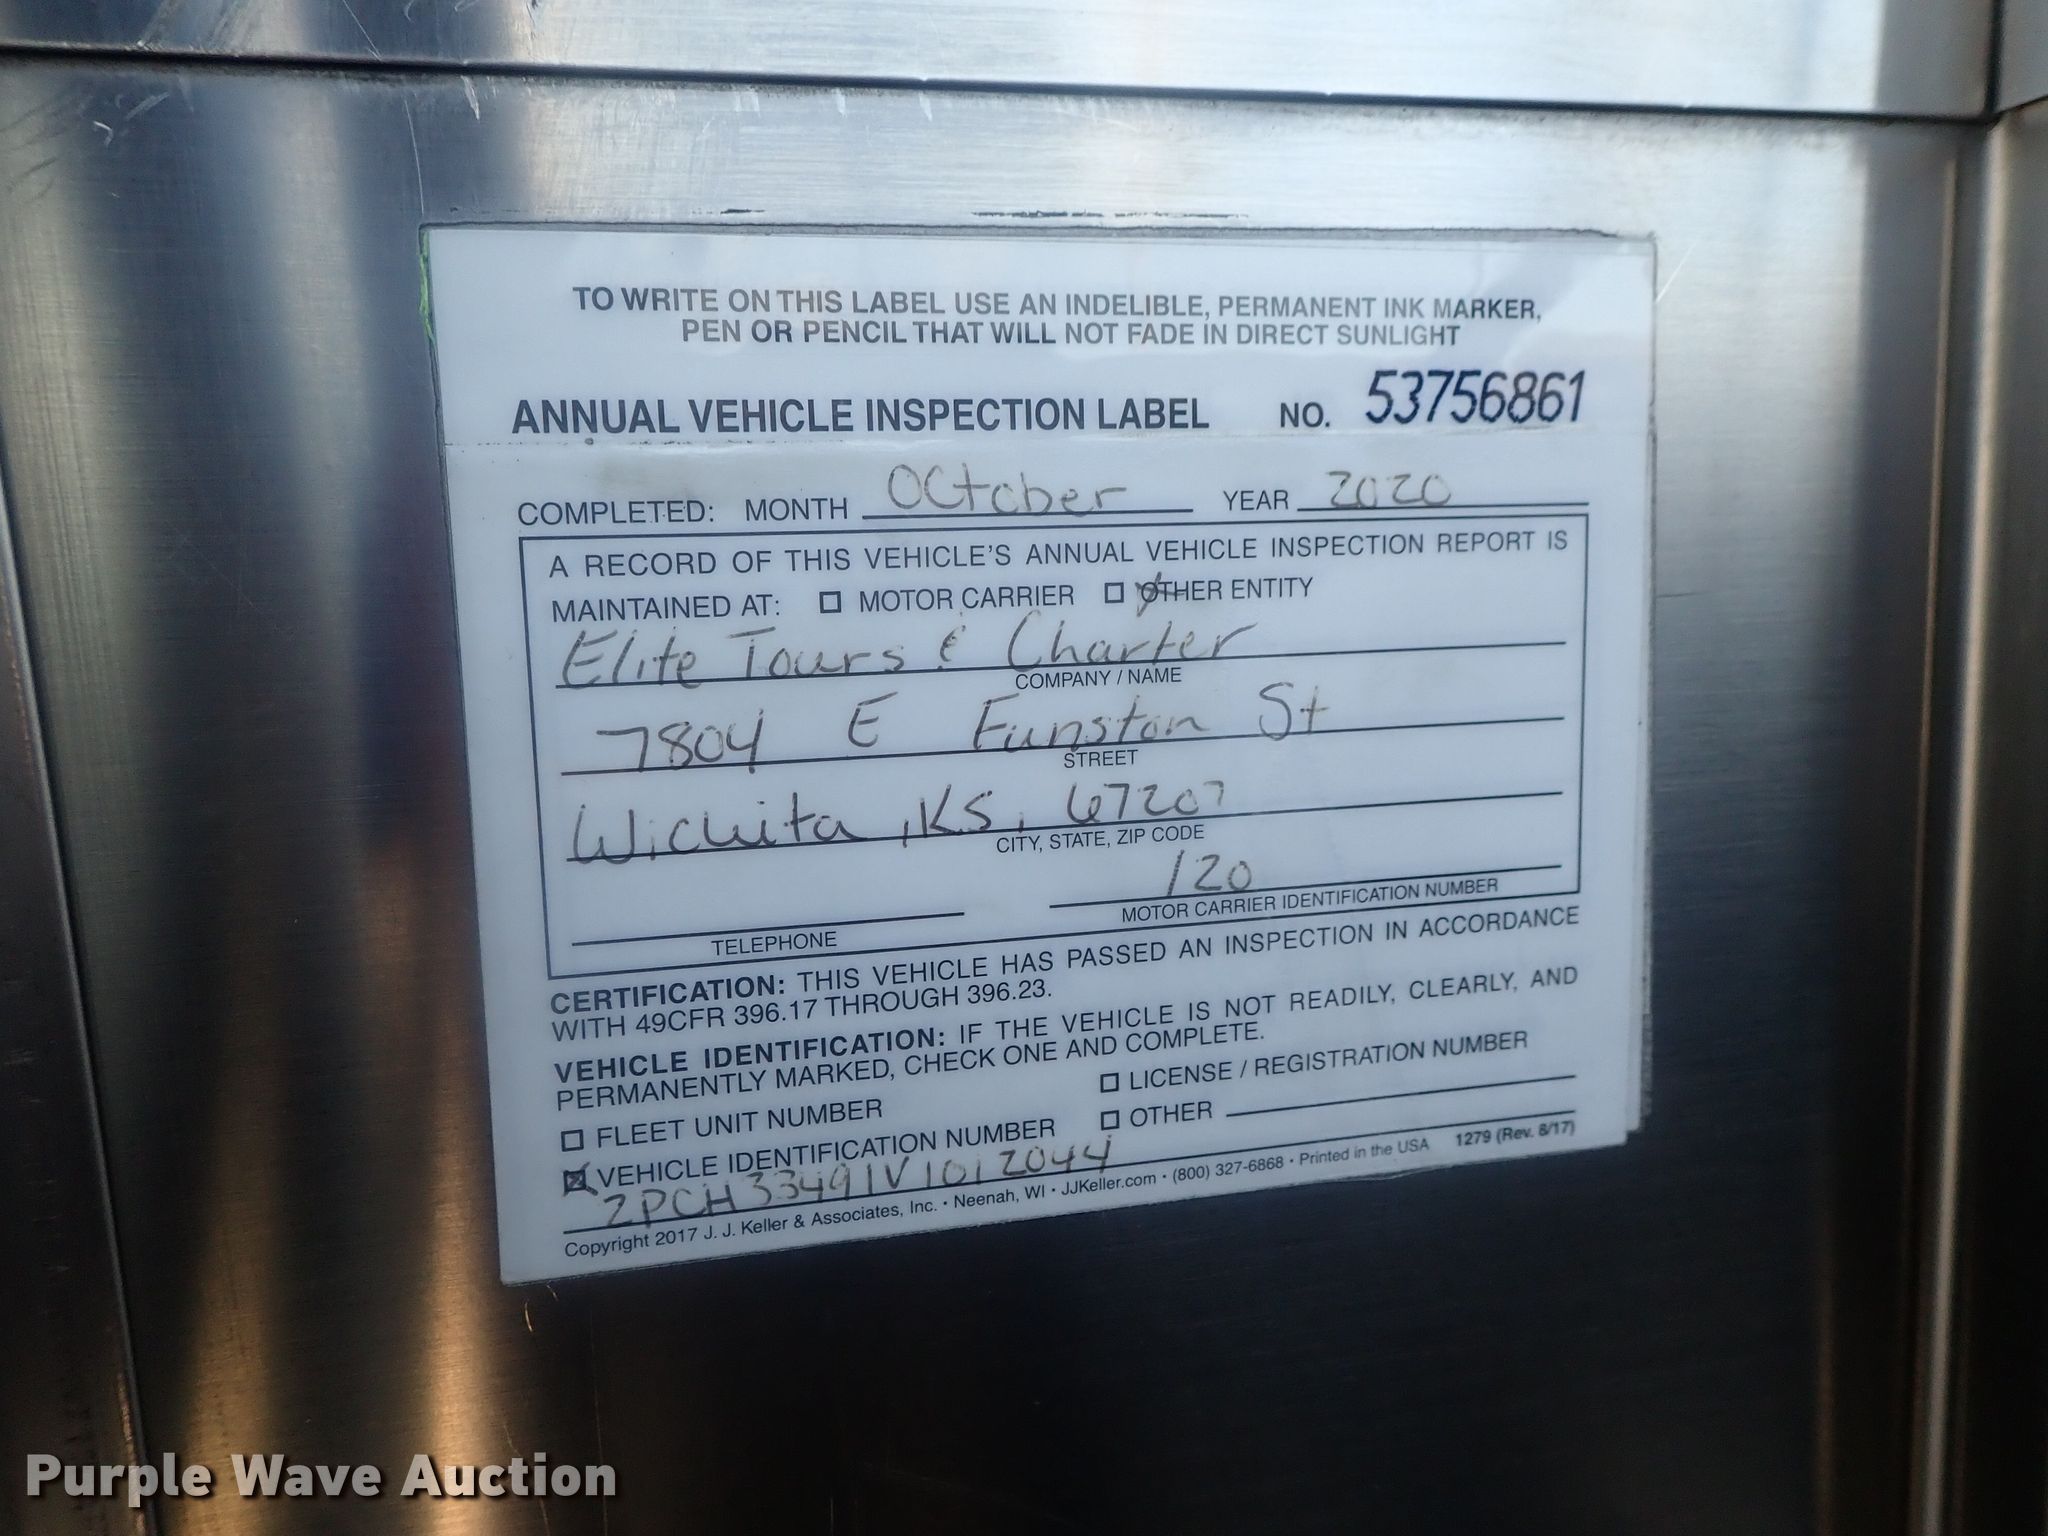 TO WRITE ON THIS LABEL USE AN INDELIBLE, PERMANENT INK MARKER,
PEN OR PENCIL THAT WILL NOT FADE IN DIRECT SUNLIGHT
ANNUAL VEHICLE INSPECTION LABEL NO. 53756861
COMPLETED: MONTH October YEAR 2020
A RECORD OF THIS VEHICLE'S ANNUAL VEHICLE INSPECTION REPORT IS
MAINTAINED AT: ☐ MOTOR CARRIER ☐ OTHER ENTITY
Elite Tours & Charter
COMPANY / NAME
7804 E Funston St
STREET
Wichita, KS, 67207
CITY, STATE, ZIP CODE
120
TELEPHONE MOTOR CARRIER IDENTIFICATION NUMBER
CERTIFICATION: THIS VEHICLE HAS PASSED AN INSPECTION IN ACCORDANCE
WITH 49CFR 396.17 THROUGH 396.23.
VEHICLE IDENTIFICATION: IF THE VEHICLE IS NOT READILY, CLEARLY, AND
PERMANENTLY MARKED, CHECK ONE AND COMPLETE.
☐ FLEET UNIT NUMBER ☐ LICENSE / REGISTRATION NUMBER
☒ VEHICLE IDENTIFICATION NUMBER ☐ OTHER
2PCH33491V1012044
Copyright 2017 J. J. Keller & Associates, Inc. • Neenah, WI • JJKeller.com • (800) 327-6868 • Printed in the USA 1279 (Rev. 8/17)
Purple Wave Auction